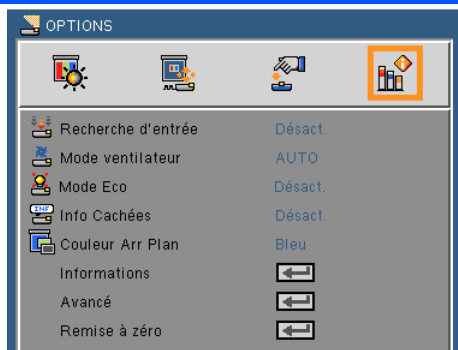 OPTIONS
Recherche d'entrée Désact.
Mode ventilateur AUTO
Mode Eco Désact.
INF Info Cachées Désact.
Couleur Arr Plan Bleu
Informations
Avancé
Remise à zéro